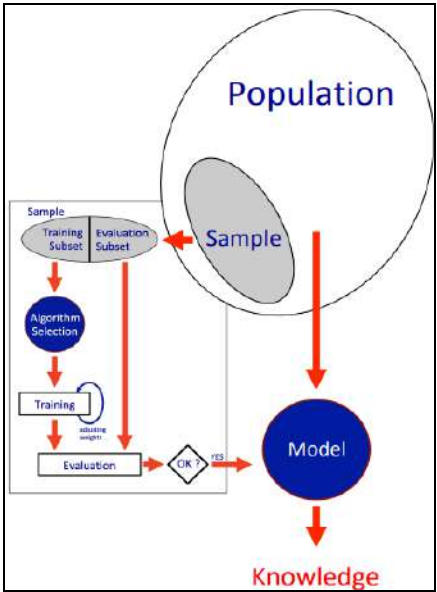 Population
Sample
Sample
Training Evaluation
Subset Subset
Algorithm
Selection
Training
adjusting
weights
Evaluation
OK ?
YES
Model
Knowledge